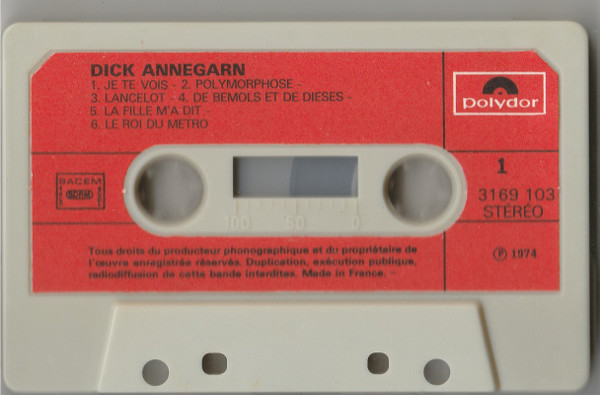 DICK ANNEGARN
1. JE TE VOIS - 2. POLYMORPHOSE -
3. LANCELOT - 4. DE BEMOLS ET DE DIESES -
5. LA FILLE M'A DIT -
6. LE ROI DU METRO
polydor
1
SACEM
3169 103
STÉRÉO
100 50 0
Tous droits du producteur phonographique et du propriétaire de
l'œuvre enregistrée réservés. Duplication, exécution publique,
radiodiffusion de cette bande interdites. Made in France. -
℗ 1974